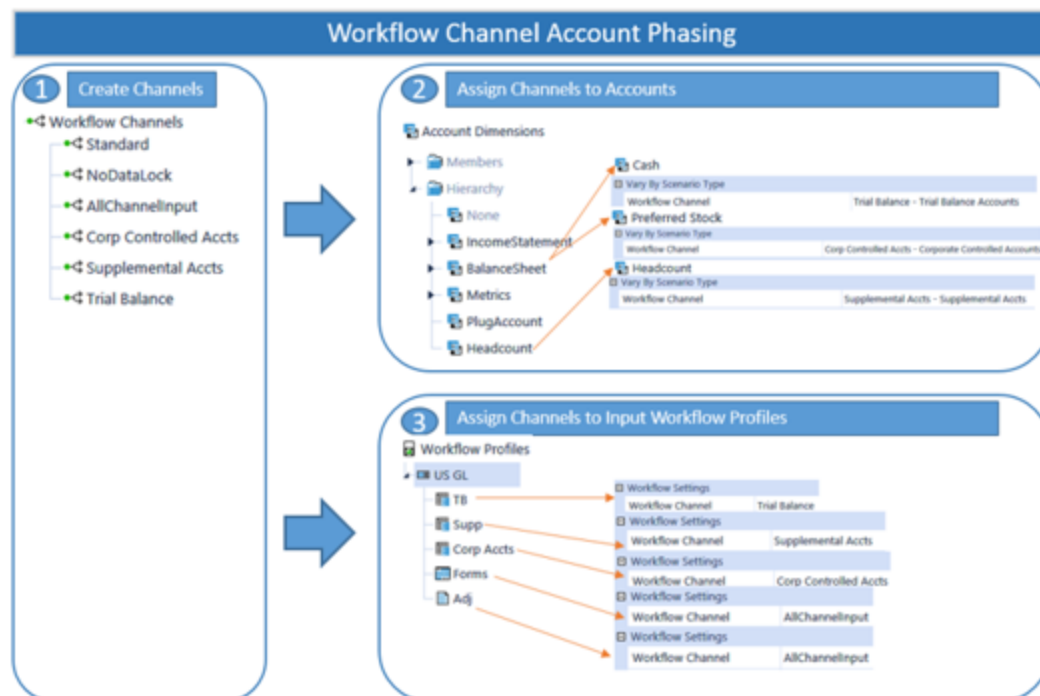 Workflow Channel Account Phasing
1 Create Channels
Workflow Channels
Standard
NoDataLock
AllChannelInput
Corp Controlled Accts
Supplemental Accts
Trial Balance
2 Assign Channels to Accounts
Account Dimensions
Members
Hierarchy
None
IncomeStatement
BalanceSheet
Metrics
PlugAccount
Headcount
Cash
Vary By Scenario Type
Workflow Channel Trial Balance - Trial Balance Accounts
Preferred Stock
Vary By Scenario Type
Workflow Channel Corp Controlled Accts - Corporate Controlled Accounts
Headcount
Vary By Scenario Type
Workflow Channel Supplemental Accts - Supplemental Accts
3 Assign Channels to Input Workflow Profiles
Workflow Profiles
US GL
TB
Supp
Corp Accts
Forms
Adj
Workflow Settings
Workflow Channel Trial Balance
Workflow Settings
Workflow Channel Supplemental Accts
Workflow Settings
Workflow Channel Corp Controlled Accts
Workflow Settings
Workflow Channel AllChannelInput
Workflow Settings
Workflow Channel AllChannelInput